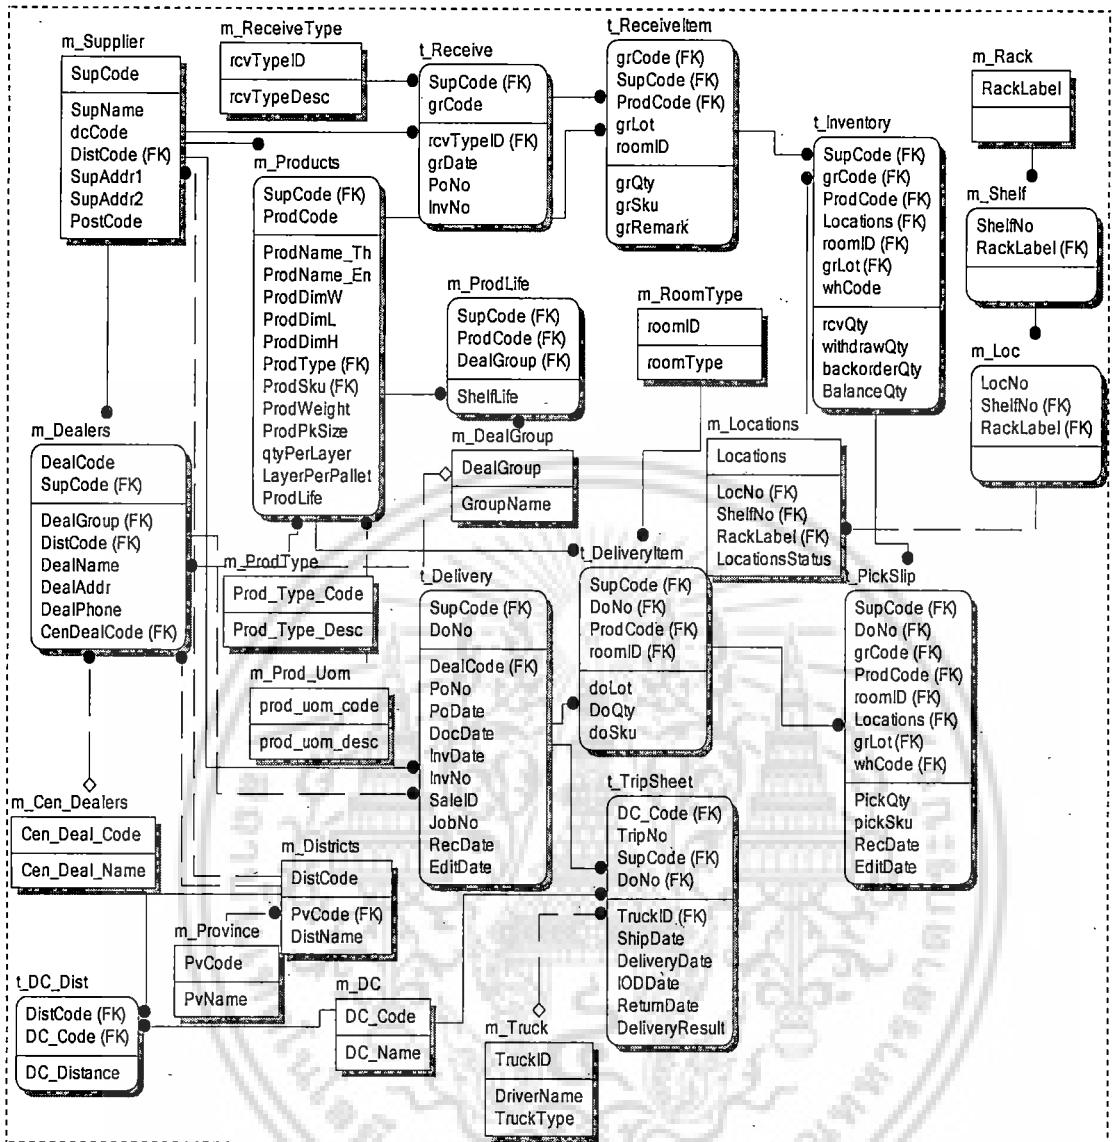 m_Supplier
SupCode
SupName
dcCode
DistCode (FK)
SupAddr1
SupAddr2
PostCode
m_ReceiveType
rcvTypeID
rcvTypeDesc
t_Receive
SupCode (FK)
grCode
rcvTypeID (FK)
grDate
PoNo
InvNo
t_ReceiveItem
grCode (FK)
SupCode (FK)
ProdCode (FK)
grLot
roomID
grQty
grSku
grRemark
m_Rack
RackLabel
t_Inventory
SupCode (FK)
grCode (FK)
ProdCode (FK)
Locations (FK)
roomID (FK)
grLot (FK)
whCode
rcvQty
withdrawQty
backorderQty
BalanceQty
m_Shelf
ShelfNo
RackLabel (FK)
m_Loc
LocNo
ShelfNo (FK)
RackLabel (FK)
m_Products
SupCode (FK)
ProdCode
ProdName_Th
ProdName_En
ProdDimW
ProdDimL
ProdDimH
ProdType (FK)
ProdSku (FK)
ProdWeight
ProdPkSize
qtyPerLayer
LayerPerPallet
ProdLife
m_ProdLife
SupCode (FK)
ProdCode (FK)
DealGroup (FK)
ShelfLife
m_RoomType
roomID
roomType
m_DealGroup
DealGroup
GroupName
m_Locations
Locations
LocNo (FK)
ShelfNo (FK)
RackLabel (FK)
LocationsStatus
m_Dealers
DealCode
SupCode (FK)
DealGroup (FK)
DistCode (FK)
DealName
DealAddr
DealPhone
CenDealCode (FK)
m_ProdType
Prod_Type_Code
Prod_Type_Desc
m_Prod_Uom
prod_uom_code
prod_uom_desc
t_Delivery
SupCode (FK)
DoNo
DealCode (FK)
PoNo
PoDate
DocDate
InvDate
InvNo
SaleID
JobNo
RecDate
EditDate
t_DeliveryItem
SupCode (FK)
DoNo (FK)
ProdCode (FK)
roomID (FK)
doLot
DoQty
doSku
t_PickSlip
SupCode (FK)
DoNo (FK)
grCode (FK)
ProdCode (FK)
roomID (FK)
Locations (FK)
grLot (FK)
whCode (FK)
PickQty
pickSku
RecDate
EditDate
t_TripSheet
DC_Code (FK)
TripNo
SupCode (FK)
DoNo (FK)
TruckID (FK)
ShipDate
DeliveryDate
IODDate
ReturnDate
DeliveryResult
m_Cen_Dealers
Cen_Deal_Code
Cen_Deal_Name
m_Districts
DistCode
PvCode (FK)
DistName
m_Province
PvCode
PvName
t_DC_Dist
DistCode (FK)
DC_Code (FK)
DC_Distance
m_DC
DC_Code
DC_Name
m_Truck
TruckID
DriverName
TruckType